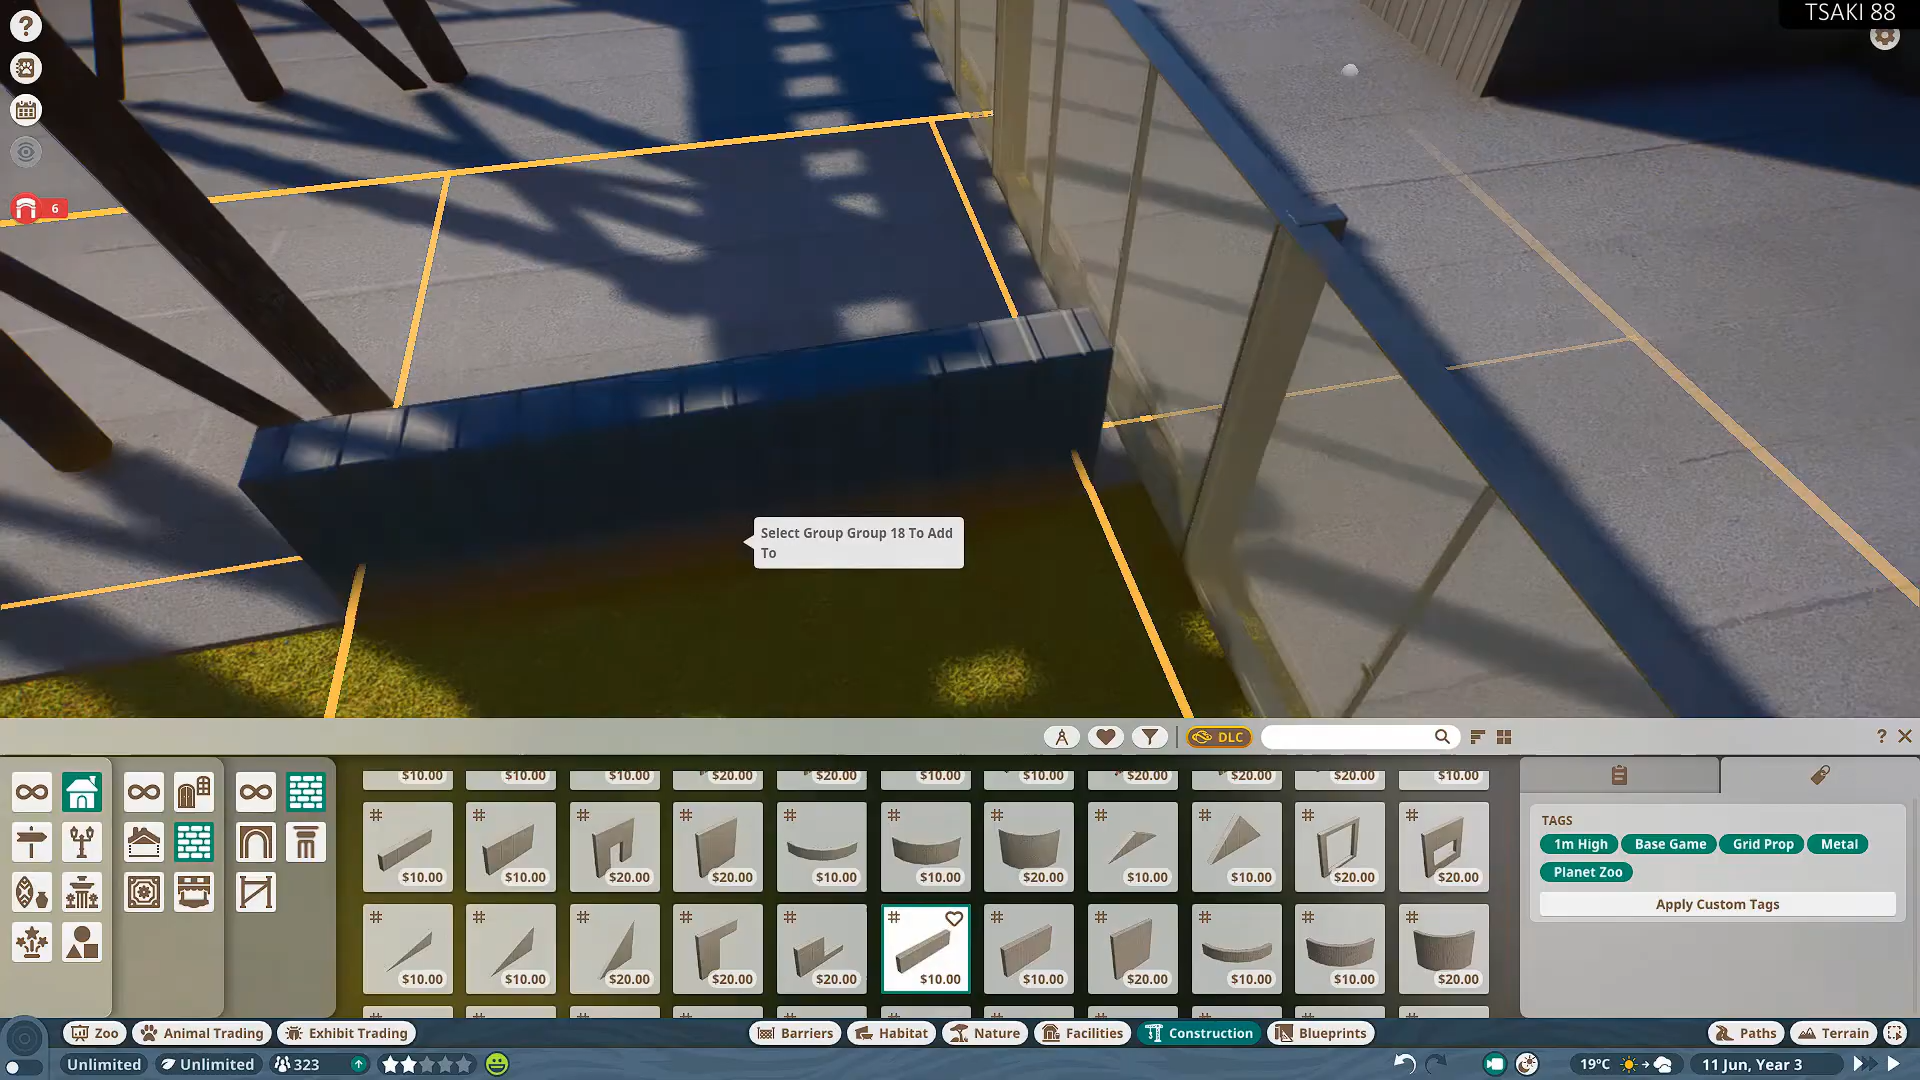 TSAKI 88
6
Select Group Group 18 To Add
To
DLC
$10.00 $10.00 $10.00 $20.00 $20.00 $10.00 $10.00 $20.00 $20.00 $20.00 $10.00
$10.00 $10.00 $20.00 $20.00 $10.00 $10.00 $20.00 $10.00 $10.00 $20.00 $20.00
$10.00 $10.00 $20.00 $20.00 $20.00 $10.00 $10.00 $20.00 $10.00 $10.00 $20.00
TAGS
1m High Base Game Grid Prop Metal
Planet Zoo
Apply Custom Tags
Zoo Animal Trading Exhibit Trading Barriers Habitat Nature Facilities Construction Blueprints Paths Terrain
Unlimited Unlimited 323 19°C 11 Jun, Year 3